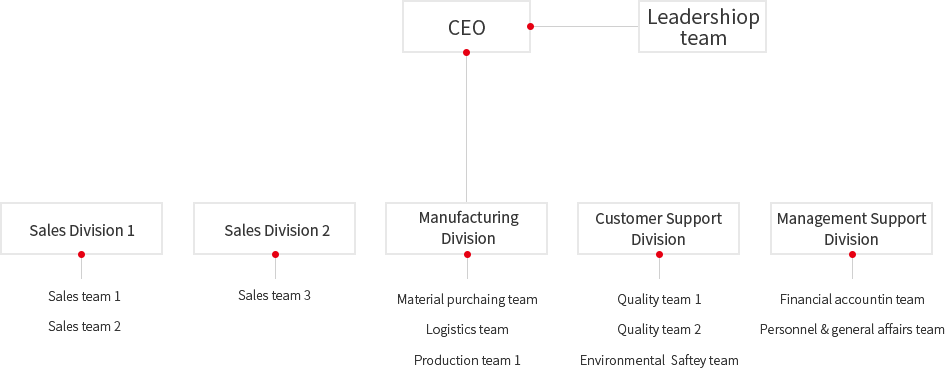 CEO
Leadershiop
team
Sales Division 1
Sales Division 2
Manufacturing
Division
Customer Support
Division
Management Support
Division
Sales team 1
Sales team 2
Sales team 3
Material purchaing team
Logistics team
Production team 1
Quality team 1
Quality team 2
Environmental  Saftey team
Financial accountin team
Personnel & general affairs team